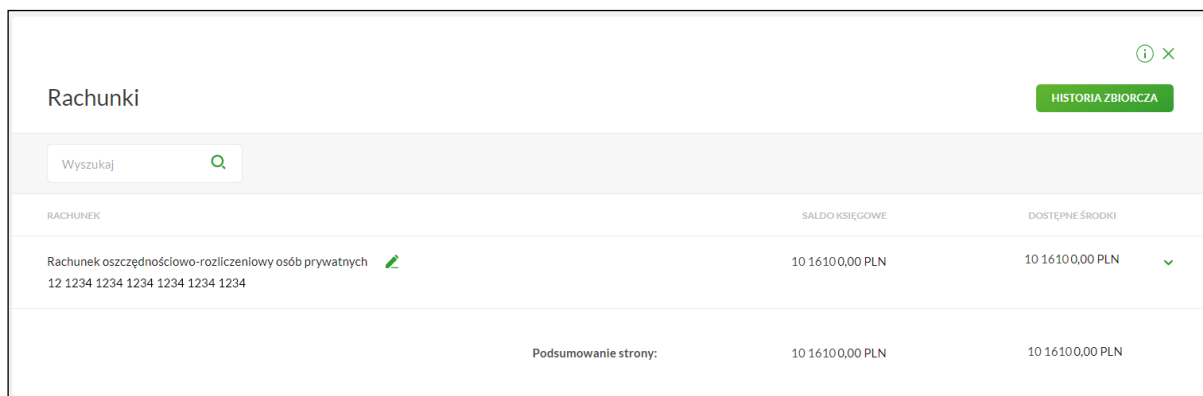 Rachunki
HISTORIA ZBIORCZA
Wyszukaj
RACHUNEK SALDO KSIĘGOWE DOSTĘPNE ŚRODKI
Rachunek oszczędnościowo-rozliczeniowy osób prywatnych 10 1610 0,00 PLN 10 1610 0,00 PLN
12 1234 1234 1234 1234 1234 1234
Podsumowanie strony: 10 1610 0,00 PLN 10 1610 0,00 PLN